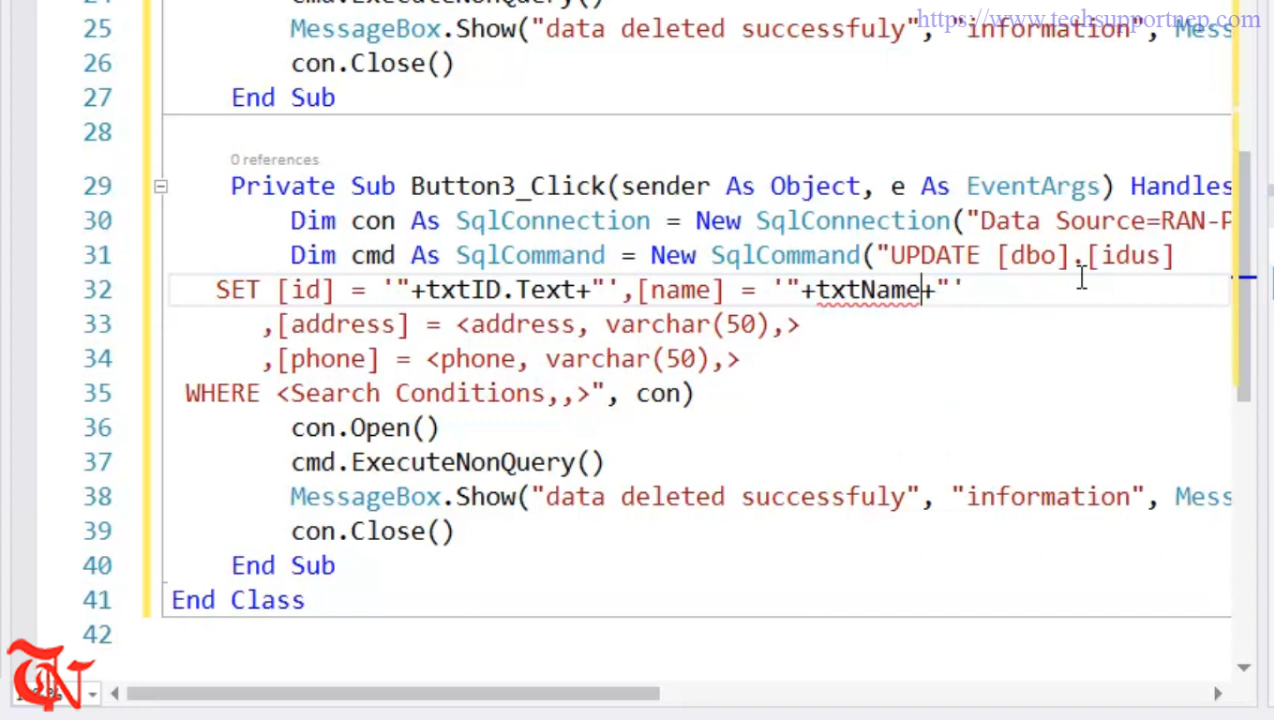 https://www.techsupportnep.com
cmd.ExecuteNonQuery()
25 MessageBox.Show("data deleted successfuly", "information", Mess
26 con.Close()
27 End Sub
28
0 references
29 Private Sub Button3_Click(sender As Object, e As EventArgs) Handles
30 Dim con As SqlConnection = New SqlConnection("Data Source=RAN-P
31 Dim cmd As SqlCommand = New SqlCommand("UPDATE [dbo].[idus]
32 SET [id] = '"+txtID.Text+"',[name] = '"+txtName+"'
33 ,[address] = <address, varchar(50),>
34 ,[phone] = <phone, varchar(50),>
35 WHERE <Search Conditions,,>", con)
36 con.Open()
37 cmd.ExecuteNonQuery()
38 MessageBox.Show("data deleted successfuly", "information", Mess
39 con.Close()
40 End Sub
41 End Class
42
TN